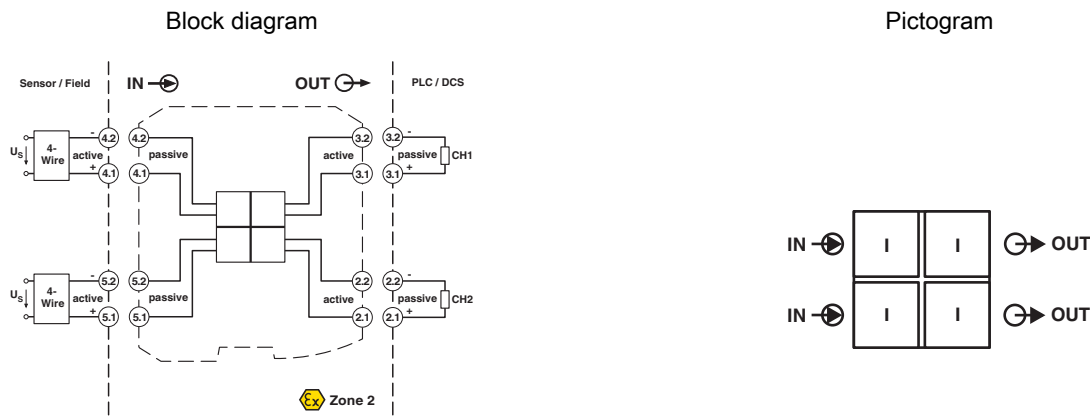 Block diagram
Pictogram
Sensor / Field
IN
OUT
PLC / DCS
US
4-
Wire
-
active
+
4.2
4.1
4.2
passive
4.1
3.2
active
3.1
3.2
-
passive
+
3.1
CH1
US
4-
Wire
-
active
+
5.2
5.1
5.2
passive
5.1
2.2
active
2.1
2.2
-
passive
+
2.1
CH2
Ex Zone 2
IN I I OUT
IN I I OUT